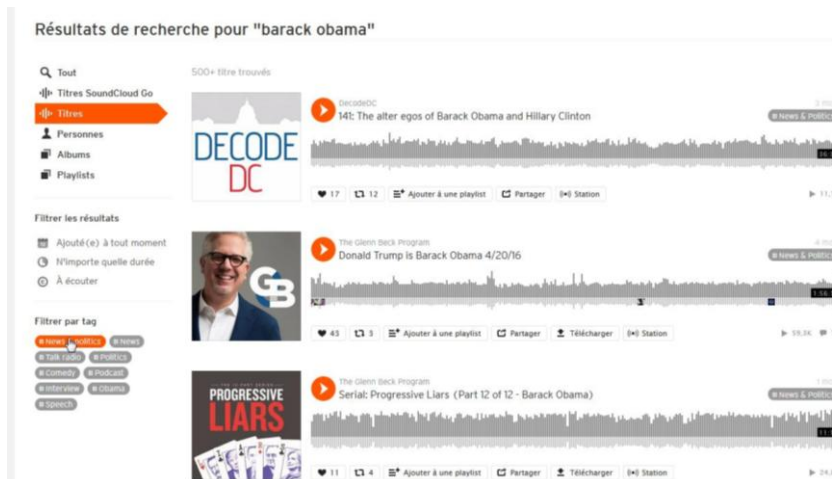 Résultats de recherche pour "barack obama"
Tout
Titres SoundCloud Go
Titres
Personnes
Albums
Playlists
Filtrer les résultats
Ajouté(e) à tout moment
N'importe quelle durée
À écouter
Filtrer par tag
# News & politics # News
# Talk radio # Politics
# Comedy # Podcast
# Interview # Obama
# Speech
500+ titre trouvés
DECODE
DC
DecodeDC
141: The alter egos of Barack Obama and Hillary Clinton
# News & Politics
17 12 Ajouter à une playlist Partager Station
GB
The Glenn Beck Program
Donald Trump is Barack Obama 4/20/16
# News & Politics
43 3 Ajouter à une playlist Partager Télécharger Station
59,3K
PROGRESSIVE
LIARS
The Glenn Beck Program
Serial: Progressive Liars (Part 12 of 12 - Barack Obama)
# News & Politics
11 4 Ajouter à une playlist Partager Télécharger Station